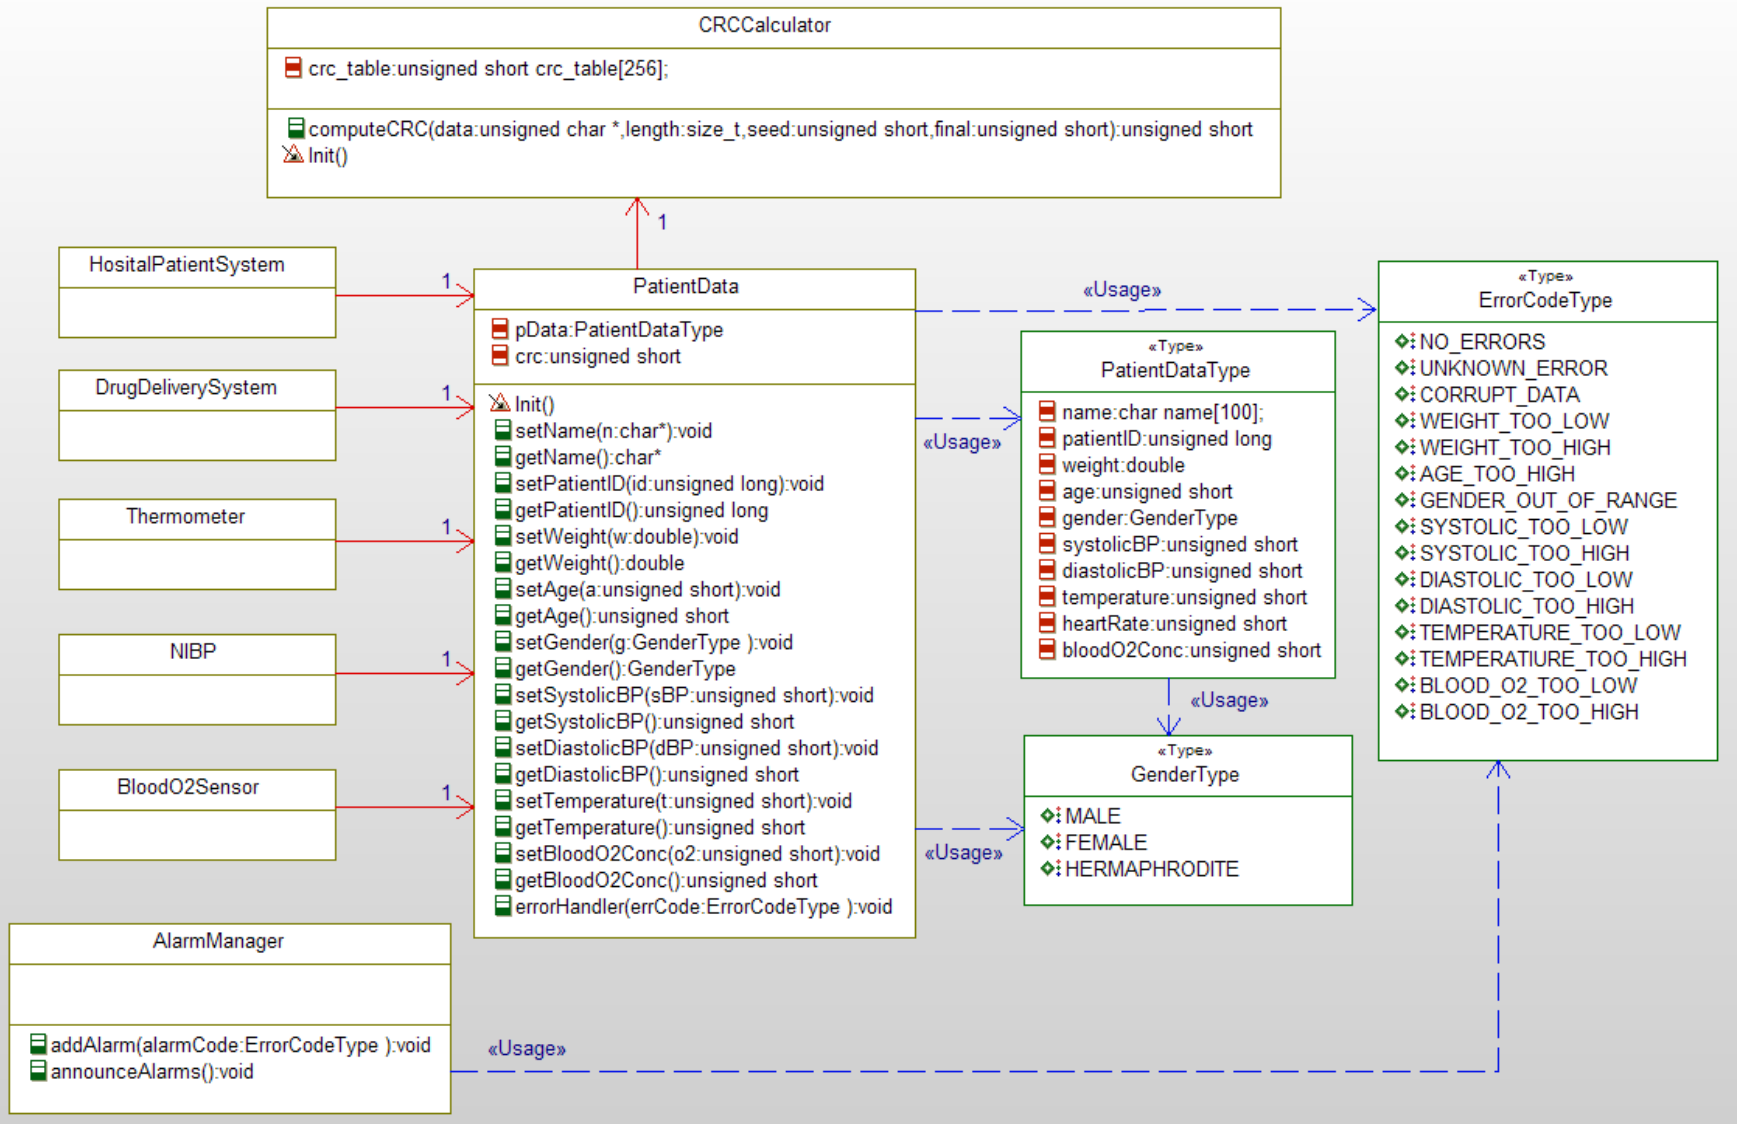 CRCCalculator
crc_table:unsigned short crc_table[256];
computeCRC(data:unsigned char *,length:size_t,seed:unsigned short,final:unsigned short):unsigned short
Init()
1
HositalPatientSystem
1
DrugDeliverySystem
1
Thermometer
1
NIBP
1
BloodO2Sensor
1
PatientData
pData:PatientDataType
crc:unsigned short
Init()
setName(n:char*):void
getName():char*
setPatientID(id:unsigned long):void
getPatientID():unsigned long
setWeight(w:double):void
getWeight():double
setAge(a:unsigned short):void
getAge():unsigned short
setGender(g:GenderType ):void
getGender():GenderType
setSystolicBP(sBP:unsigned short):void
getSystolicBP():unsigned short
setDiastolicBP(dBP:unsigned short):void
getDiastolicBP():unsigned short
setTemperature(t:unsigned short):void
getTemperature():unsigned short
setBloodO2Conc(o2:unsigned short):void
getBloodO2Conc():unsigned short
errorHandler(errCode:ErrorCodeType ):void
«Usage»
«Usage»
«Usage»
«Type»
PatientDataType
name:char name[100];
patientID:unsigned long
weight:double
age:unsigned short
gender:GenderType
systolicBP:unsigned short
diastolicBP:unsigned short
temperature:unsigned short
heartRate:unsigned short
bloodO2Conc:unsigned short
«Usage»
«Type»
GenderType
MALE
FEMALE
HERMAPHRODITE
«Type»
ErrorCodeType
NO_ERRORS
UNKNOWN_ERROR
CORRUPT_DATA
WEIGHT_TOO_LOW
WEIGHT_TOO_HIGH
AGE_TOO_HIGH
GENDER_OUT_OF_RANGE
SYSTOLIC_TOO_LOW
SYSTOLIC_TOO_HIGH
DIASTOLIC_TOO_LOW
DIASTOLIC_TOO_HIGH
TEMPERATURE_TOO_LOW
TEMPERATIURE_TOO_HIGH
BLOOD_O2_TOO_LOW
BLOOD_O2_TOO_HIGH
AlarmManager
addAlarm(alarmCode:ErrorCodeType ):void
announceAlarms():void
«Usage»